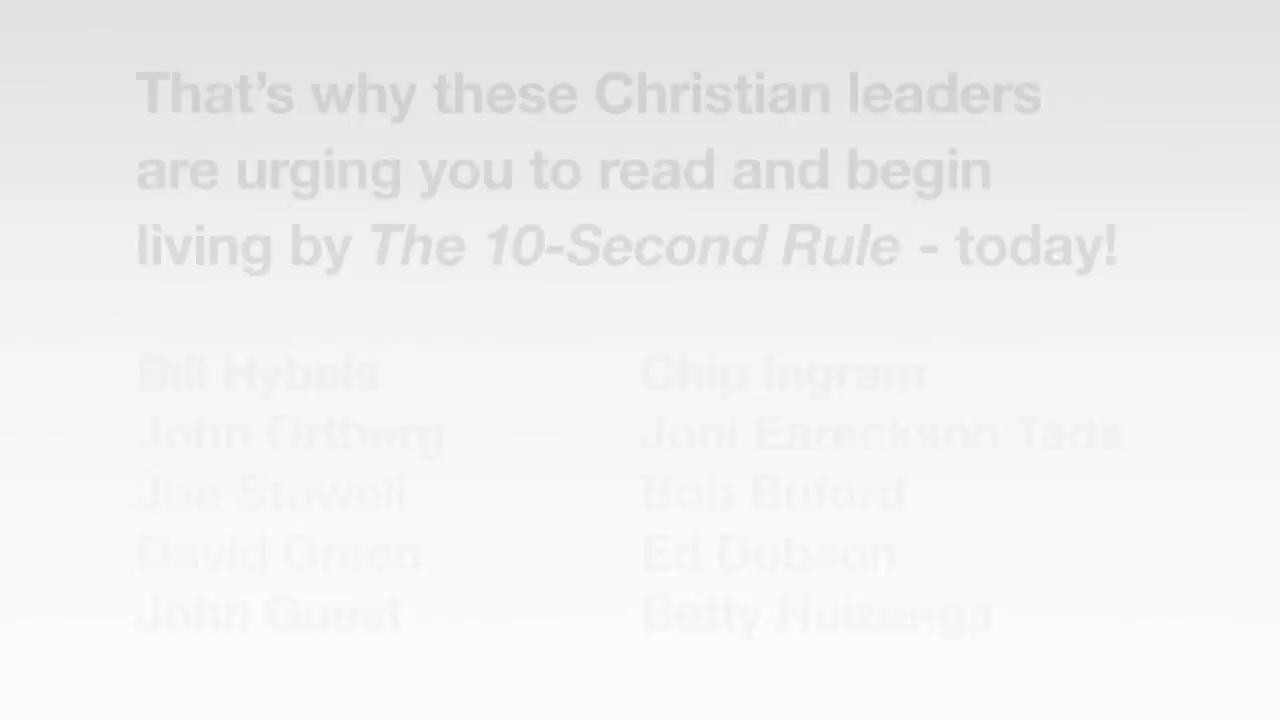 That's why these Christian leaders
are urging you to read and begin
living by The 10-Second Rule - today!
Bill Hybels
John Ortberg
Joe Stowell
David Green
John Guest
Chip Ingram
Joni Eareckson Tada
Bob Buford
Ed Dobson
Betty Huizenga